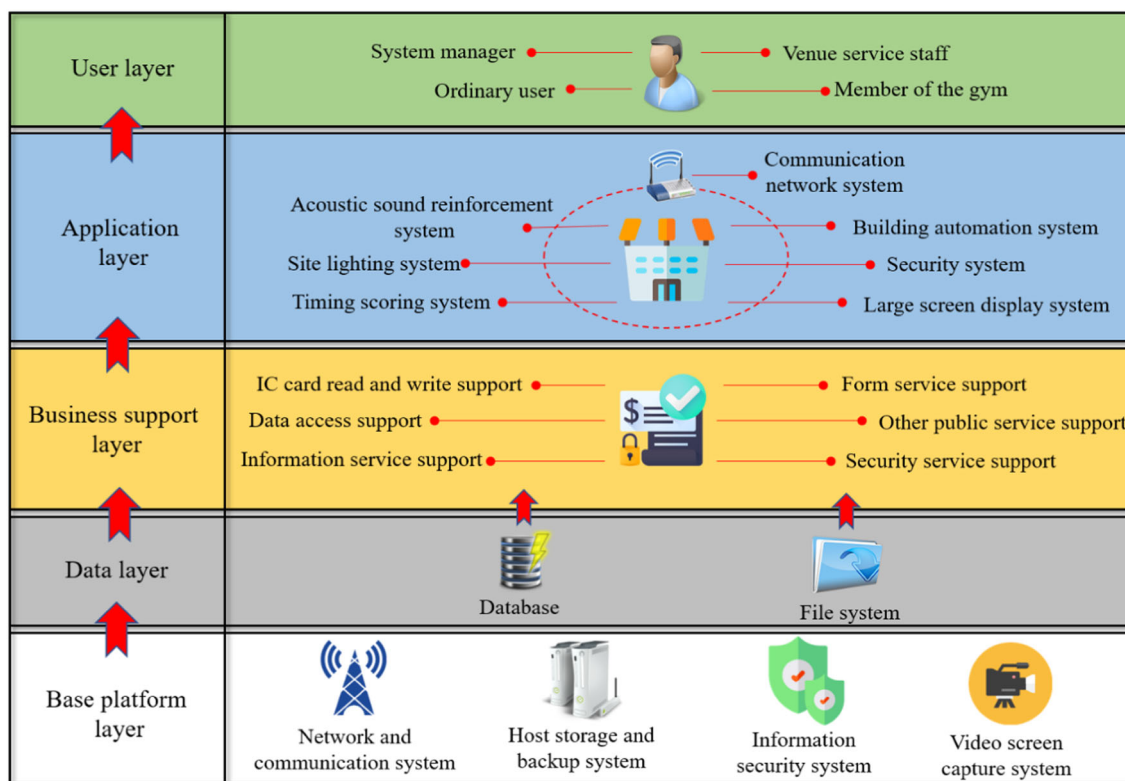 User layer
System manager
Venue service staff
Ordinary user
Member of the gym
Application
layer
Communication
network system
Acoustic sound reinforcement
system
Building automation system
Site lighting system
Security system
Timing scoring system
Large screen display system
Business support
layer
IC card read and write support
Form service support
$
Data access support
Other public service support
Information service support
Security service support
Data layer
Database
File system
Base platform
layer
Network and
communication system
Host storage and
backup system
Information
security system
Video screen
capture system